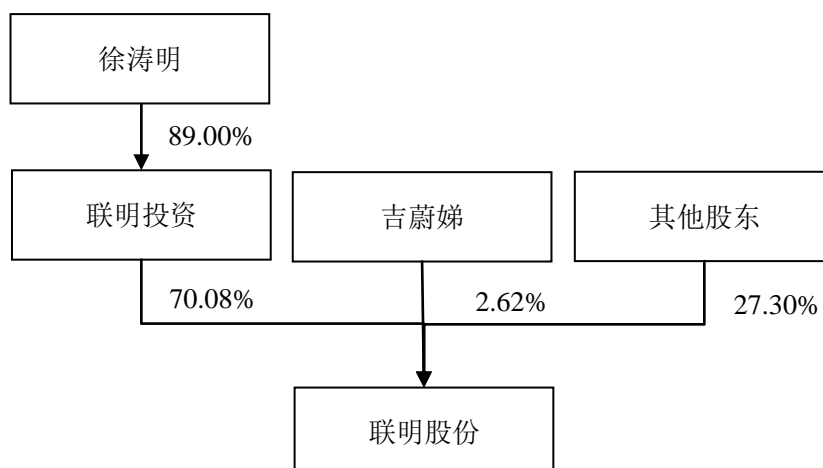 徐涛明
89.00%
联明投资
吉蔚娣
其他股东
70.08%
2.62%
27.30%
联明股份